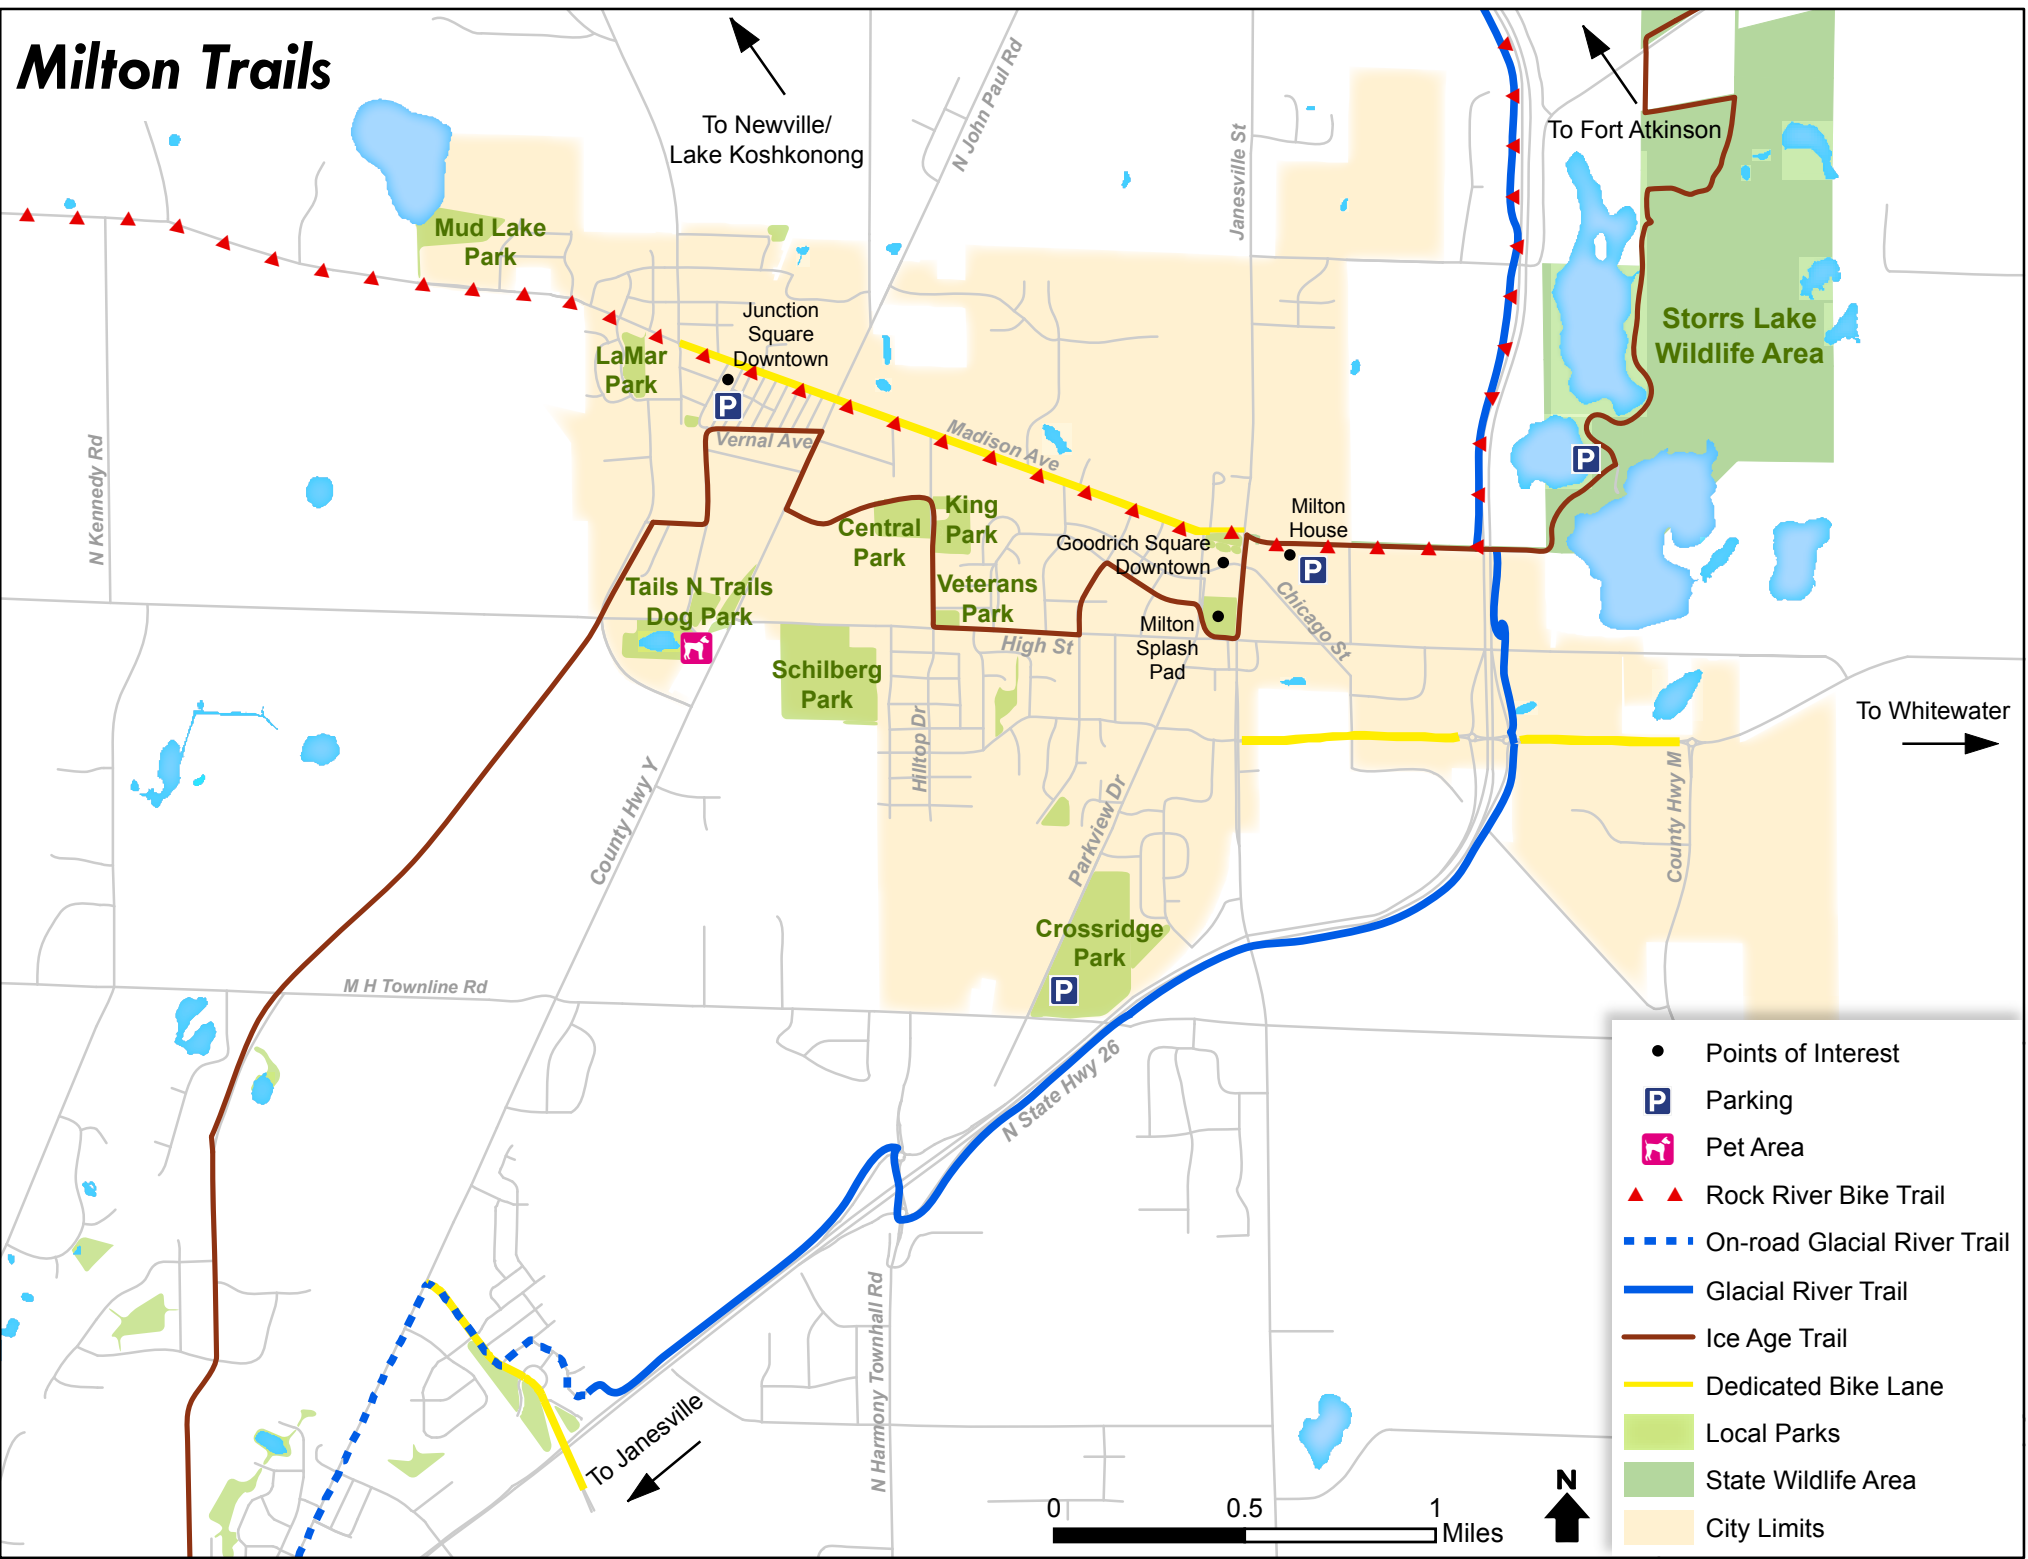 Milton Trails
To Newville/
Lake Koshkonong
N John Paul Rd
Janesville St
To Fort Atkinson
Mud Lake
Park
Junction
Square
Downtown
LaMar
Park
P
Vernal Ave
Madison Ave
Storrs Lake
Wildlife Area
P
N Kennedy Rd
King
Park
Central
Park
Milton
House
Goodrich Square
Downtown
P
Tails N Trails
Dog Park
Veterans
Park
Chicago St
Milton
Splash
Pad
High St
Schilberg
Park
To Whitewater
Hilltop Dr
County Hwy Y
Parkview Dr
County Hwy M
Crossridge
Park
P
M H Townline Rd
N State Hwy 26
N Harmony Townhall Rd
To Janesville
Points of Interest
P
Parking
Pet Area
Rock River Bike Trail
On-road Glacial River Trail
Glacial River Trail
Ice Age Trail
Dedicated Bike Lane
Local Parks
State Wildlife Area
City Limits
0 0.5 1
Miles
N